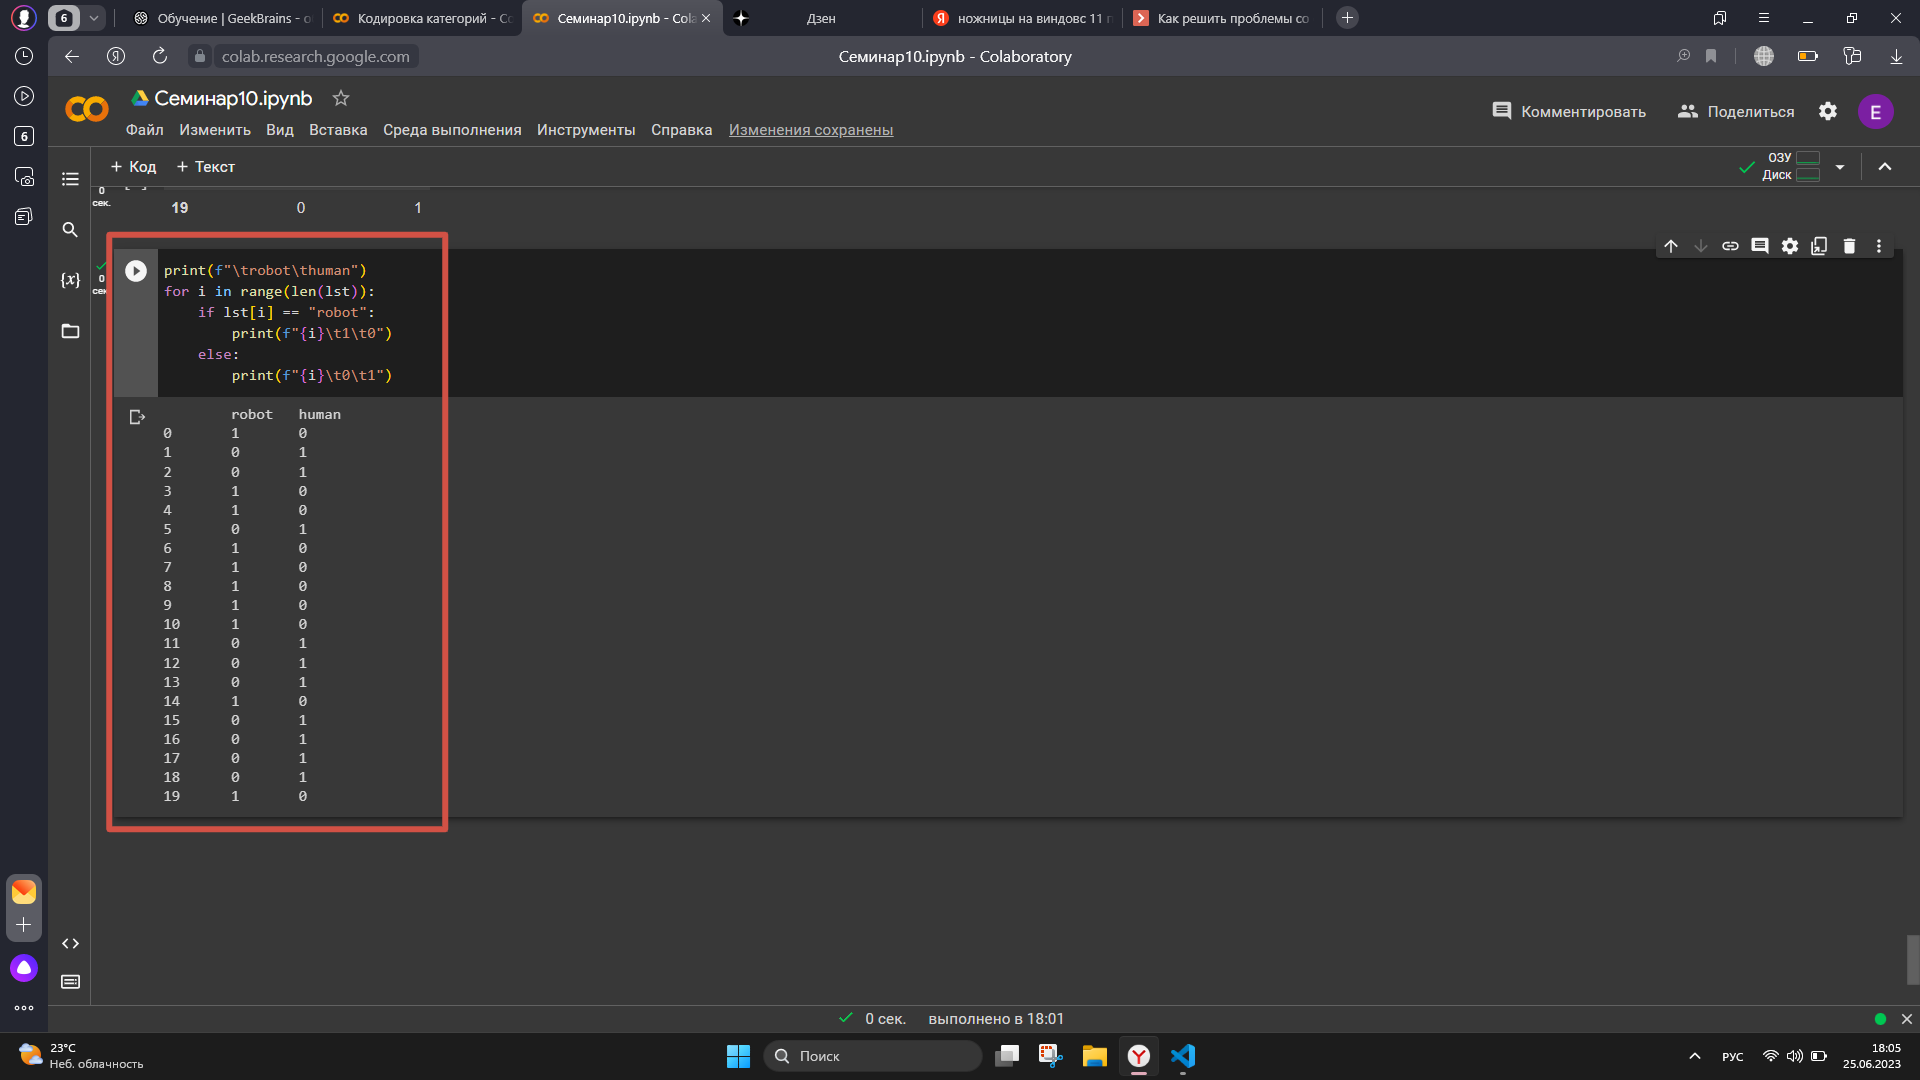 6
Обучение | GeekBrains - о
Кодировка категорий - Co
Семинар10.ipynb - Cola
Дзен
ножницы на виндовс 11 г
Как решить проблемы со
colab.research.google.com
Семинар10.ipynb - Colaboratory
Семинар10.ipynb
Файл Изменить Вид Вставка Среда выполнения Инструменты Справка Изменения сохранены
Комментировать
Поделиться
E
6
+ Код + Текст
ОЗУ
Диск
0
сек.
19 0 1
{x}
0
сек
print(f"\trobot\thuman")
for i in range(len(lst)):
    if lst[i] == "robot":
        print(f"{i}\t1\t0")
    else:
        print(f"{i}\t0\t1")
robot human
0 1 0
1 0 1
2 0 1
3 1 0
4 1 0
5 0 1
6 1 0
7 1 0
8 1 0
9 1 0
10 1 0
11 0 1
12 0 1
13 0 1
14 1 0
15 0 1
16 0 1
17 0 1
18 0 1
19 1 0
0 сек. выполнено в 18:01
23°C
Неб. облачность
Поиск
РУС
18:05
25.06.2023